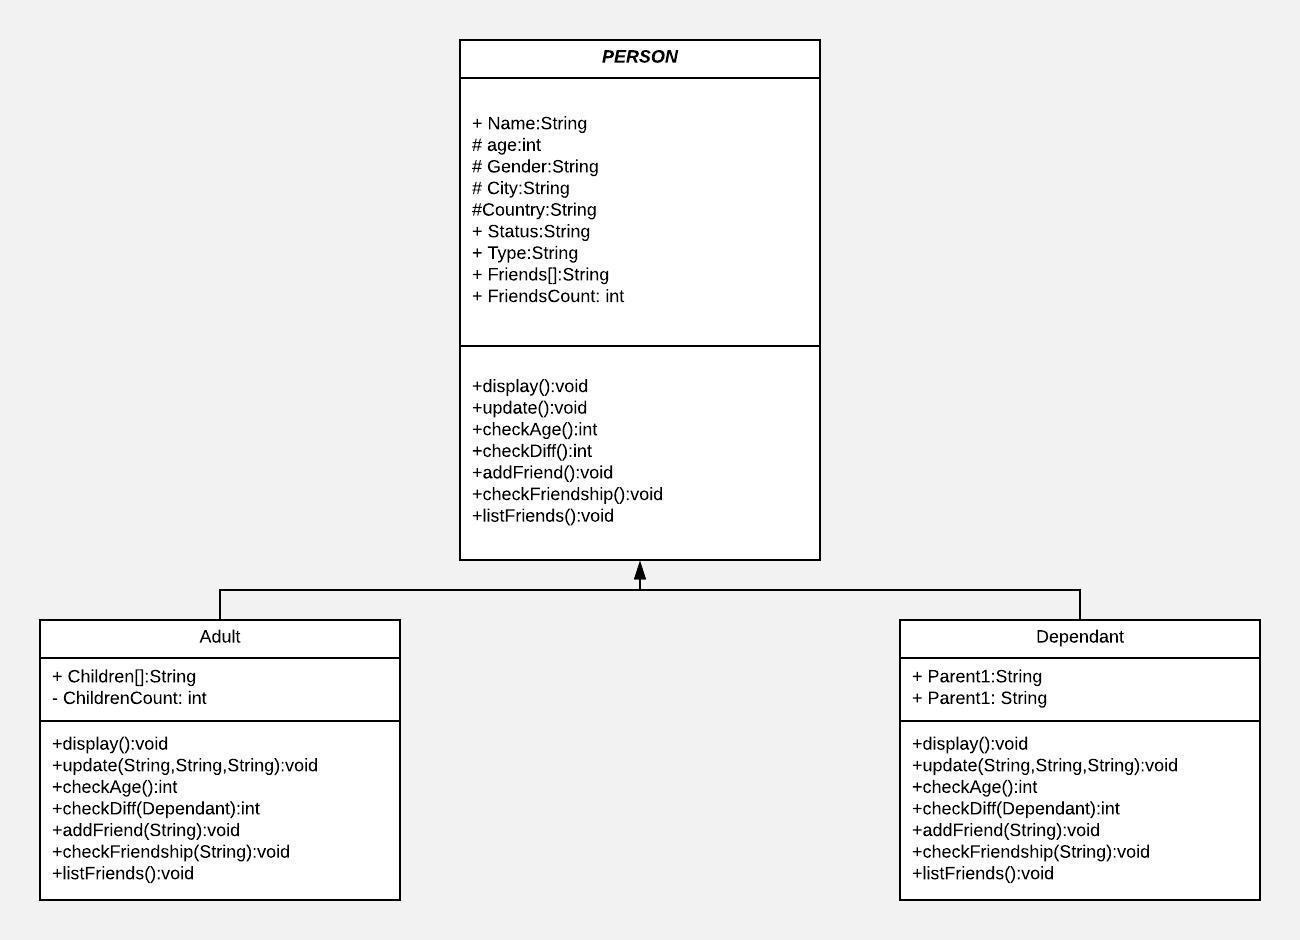 PERSON
+ Name:String
# age:int
# Gender:String
# City:String
#Country:String
+ Status:String
+ Type:String
+ Friends[]:String
+ FriendsCount: int
+display():void
+update():void
+checkAge():int
+checkDiff():int
+addFriend():void
+checkFriendship():void
+listFriends():void
Adult
+ Children[]:String
- ChildrenCount: int
+display():void
+update(String,String,String):void
+checkAge():int
+checkDiff(Dependant):int
+addFriend(String):void
+checkFriendship(String):void
+listFriends():void
Dependant
+ Parent1:String
+ Parent1: String
+display():void
+update(String,String,String):void
+checkAge():int
+checkDiff(Dependant):int
+addFriend(String):void
+checkFriendship(String):void
+listFriends():void